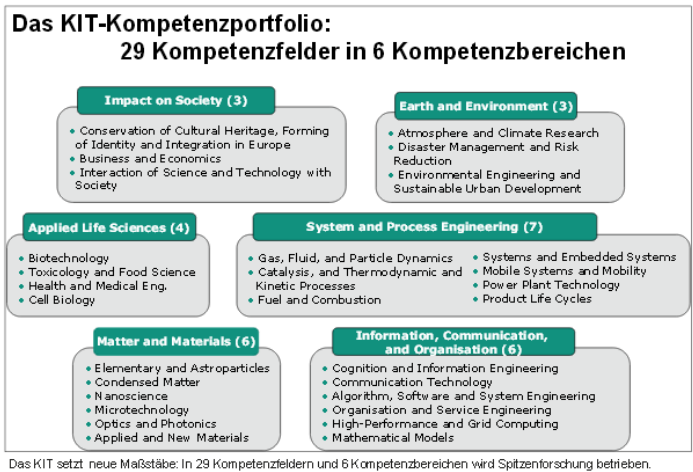 Das KIT-Kompetenzportfolio:
29 Kompetenzfelder in 6 Kompetenzbereichen
Impact on Society (3)
• Conservation of Cultural Heritage, Forming
of Identity and Integration in Europe
• Business and Economics
• Interaction of Science and Technology with
Society
Earth and Environment (3)
• Atmosphere and Climate Research
• Disaster Management and Risk
Reduction
• Environmental Engineering and
Sustainable Urban Development
Applied Life Sciences (4)
• Biotechnology
• Toxicology and Food Science
• Health and Medical Eng.
• Cell Biology
System and Process Engineering (7)
• Gas, Fluid, and Particle Dynamics
• Catalysis, and Thermodynamic and
Kinetic Processes
• Fuel and Combustion
• Systems and Embedded Systems
• Mobile Systems and Mobility
• Power Plant Technology
• Product Life Cycles
Matter and Materials (6)
• Elementary and Astroparticles
• Condensed Matter
• Nanoscience
• Microtechnology
• Optics and Photonics
• Applied and New Materials
Information, Communication,
and Organisation (6)
• Cognition and Information Engineering
• Communication Technology
• Algorithm, Software and System Engineering
• Organisation and Service Engineering
• High-Performance and Grid Computing
• Mathematical Models
Das KIT setzt neue Maßstäbe: In 29 Kompetenzfeldern und 6 Kompetenzbereichen wird Spitzenforschung betrieben.